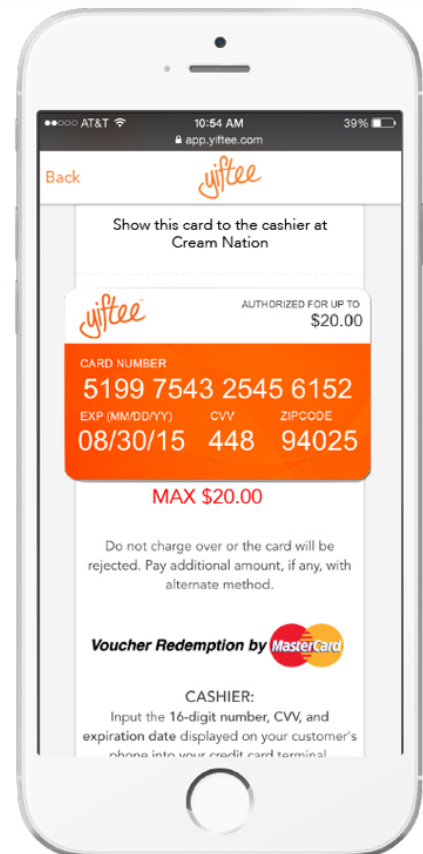 AT&T 10:54 AM 39%
app.yiftee.com
Back yiftee
Show this card to the cashier at
Cream Nation
yiftee AUTHORIZED FOR UP TO
$20.00
CARD NUMBER
5199 7543 2545 6152
EXP (MM/DD/YY) CVV ZIPCODE
08/30/15 448 94025
MAX $20.00
Do not charge over or the card will be
rejected. Pay additional amount, if any, with
alternate method.
Voucher Redemption by MasterCard
CASHIER:
Input the 16-digit number, CVV, and
expiration date displayed on your customer's
phone into your credit card terminal